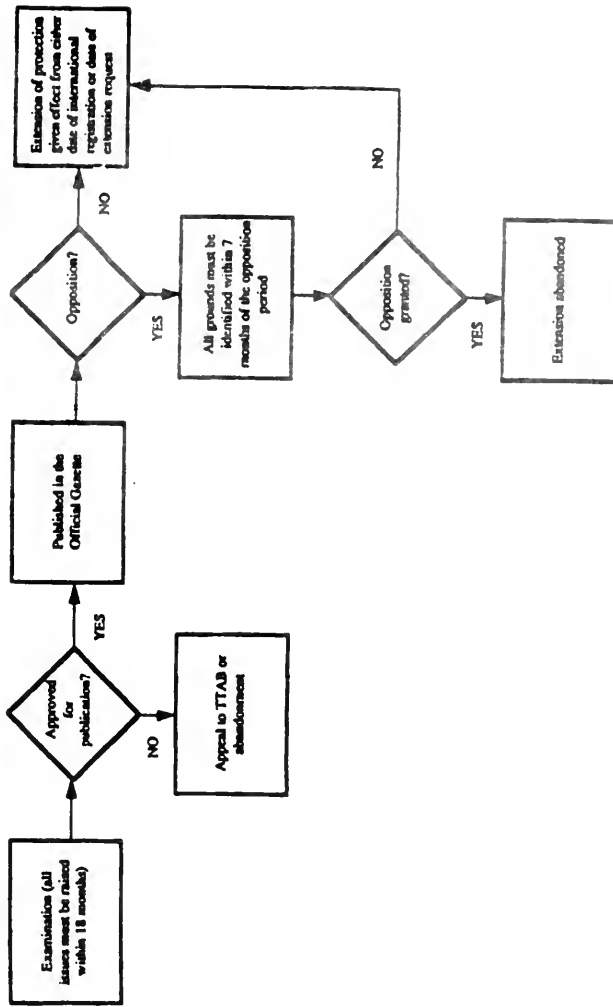 Examination (all
issues must be raised
within 18 months)
Approved
for
publication?
YES
NO
Appeal to TTAB or
abandonment
Published in the
Official Gazette
Opposition?
NO
YES
Extension of protection
given effect from either
date of international
registration or date of
extension request
All grounds must be
identified within 7
months of the opposition
period
Opposition
granted?
NO
YES
Extension abandoned